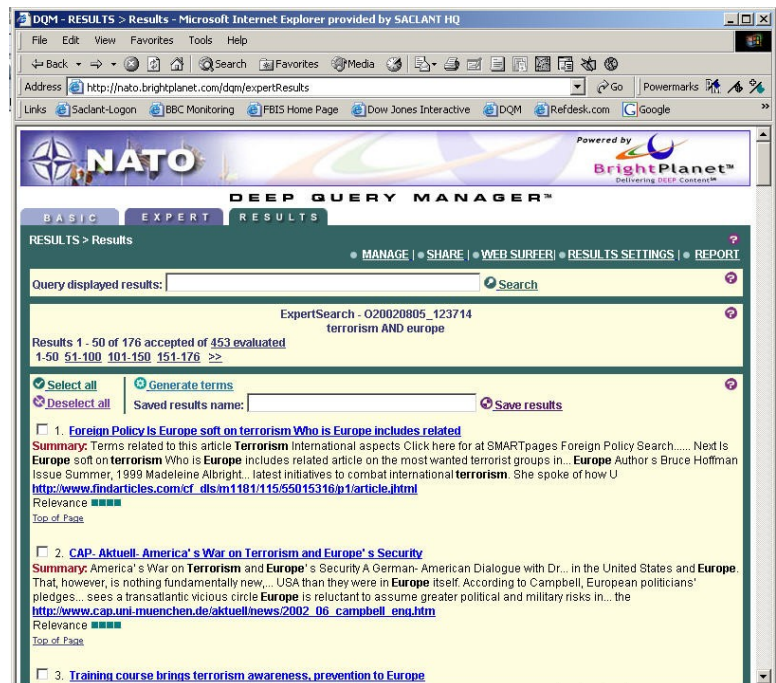 DQM - RESULTS > Results - Microsoft Internet Explorer provided by SACLANT HQ
File Edit View Favorites Tools Help
Back Search Favorites Media
Address http://nato.brightplanet.com/dqm/expertResults Go Powermarks
Links Saclant-Logon BBC Monitoring FBIS Home Page Dow Jones Interactive DQM Refdesk.com Google »
NATO
Powered by
BrightPlanet™
Delivering DEEP Content℠
DEEP QUERY MANAGER™
BASIC EXPERT RESULTS
RESULTS > Results ?
MANAGE | SHARE | WEB SURFER| RESULTS SETTINGS | REPORT
Query displayed results: Search ?
ExpertSearch - O20020805_123714 ?
terrorism AND europe
Results 1 - 50 of 176 accepted of 453 evaluated
1-50 51-100 101-150 151-176 >>
Select all Generate terms ?
Deselect all Saved results name: Save results
1. Foreign Policy Is Europe soft on terrorism Who is Europe includes related
Summary: Terms related to this article Terrorism International aspects Click here for at SMARTpages Foreign Policy Search...... Next Is
Europe soft on terrorism Who is Europe includes related article on the most wanted terrorist groups in... Europe Author s Bruce Hoffman
Issue Summer, 1999 Madeleine Albright... latest initiatives to combat international terrorism. She spoke of how U
http://www.findarticles.com/cf_dls/m1181/115/55015316/p1/article.jhtml
Relevance
Top of Page
2. CAP- Aktuell- America' s War on Terrorism and Europe' s Security
Summary: America' s War on Terrorism and Europe' s Security A German- American Dialogue with Dr... in the United States and Europe.
That, however, is nothing fundamentally new,... USA than they were in Europe itself. According to Campbell, European politicians'
pledges... sees a transatlantic vicious circle Europe is reluctant to assume greater political and military risks in... the
http://www.cap.uni-muenchen.de/aktuell/news/2002_06_campbell_eng.htm
Relevance
Top of Page
3. Training course brings terrorism awareness, prevention to Europe